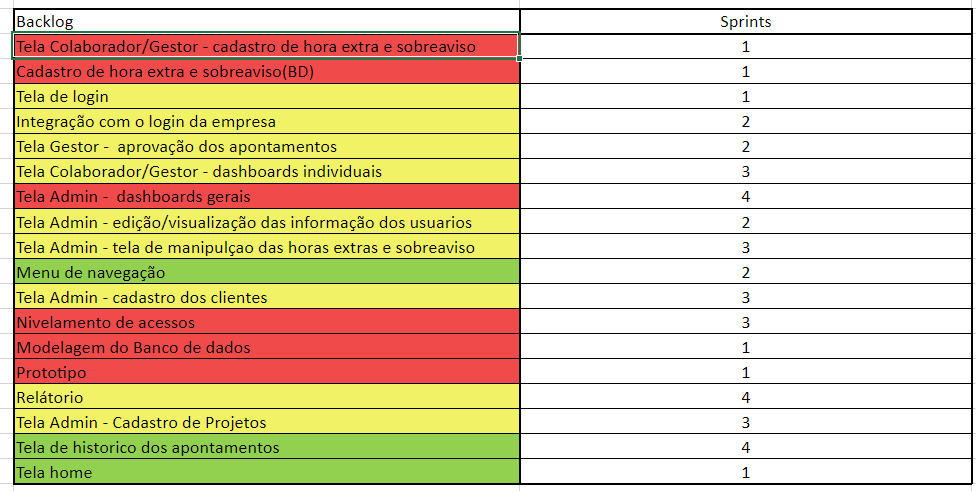 Backlog Sprints
Tela Colaborador/Gestor - cadastro de hora extra e sobreaviso 1
Cadastro de hora extra e sobreaviso(BD) 1
Tela de login 1
Integração com o login da empresa 2
Tela Gestor -  aprovação dos apontamentos 2
Tela Colaborador/Gestor - dashboards individuais 3
Tela Admin -  dashboards gerais 4
Tela Admin - edição/visualização das informação dos usuarios 2
Tela Admin - tela de manipulçao das horas extras e sobreaviso 3
Menu de navegação 2
Tela Admin - cadastro dos clientes 3
Nivelamento de acessos 3
Modelagem do Banco de dados 1
Prototipo 1
Relátorio 4
Tela Admin - Cadastro de Projetos 3
Tela de historico dos apontamentos 4
Tela home 1